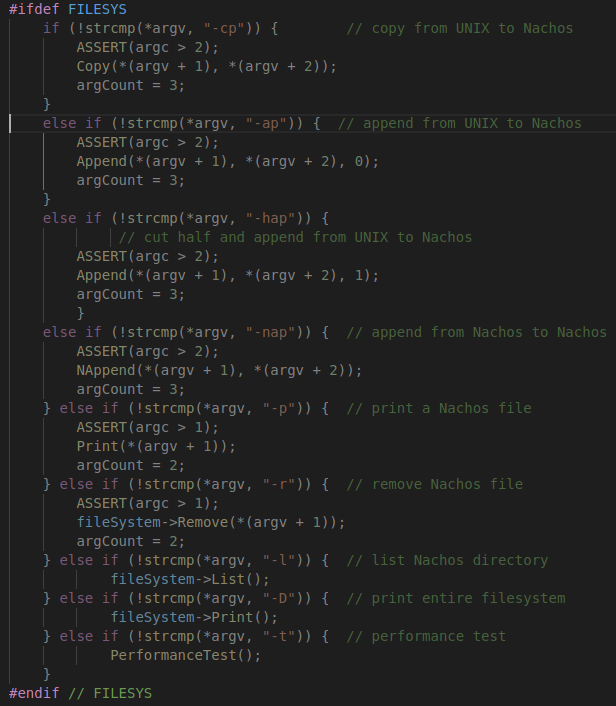 #ifdef FILESYS
    if (!strcmp(*argv, "-cp")) {        // copy from UNIX to Nachos
        ASSERT(argc > 2);
        Copy(*(argv + 1), *(argv + 2));
        argCount = 3;
    }
    else if (!strcmp(*argv, "-ap")) {  // append from UNIX to Nachos
        ASSERT(argc > 2);
        Append(*(argv + 1), *(argv + 2), 0);
        argCount = 3;
    }
    else if (!strcmp(*argv, "-hap")) {
             // cut half and append from UNIX to Nachos
        ASSERT(argc > 2);
        Append(*(argv + 1), *(argv + 2), 1);
        argCount = 3;
        }
    else if (!strcmp(*argv, "-nap")) {  // append from Nachos to Nachos
        ASSERT(argc > 2);
        NAppend(*(argv + 1), *(argv + 2));
        argCount = 3;
    } else if (!strcmp(*argv, "-p")) {  // print a Nachos file
        ASSERT(argc > 1);
        Print(*(argv + 1));
        argCount = 2;
    } else if (!strcmp(*argv, "-r")) {  // remove Nachos file
        ASSERT(argc > 1);
        fileSystem->Remove(*(argv + 1));
        argCount = 2;
    } else if (!strcmp(*argv, "-l")) {  // list Nachos directory
            fileSystem->List();
    } else if (!strcmp(*argv, "-D")) {  // print entire filesystem
            fileSystem->Print();
    } else if (!strcmp(*argv, "-t")) {  // performance test
            PerformanceTest();
    }
#endif // FILESYS